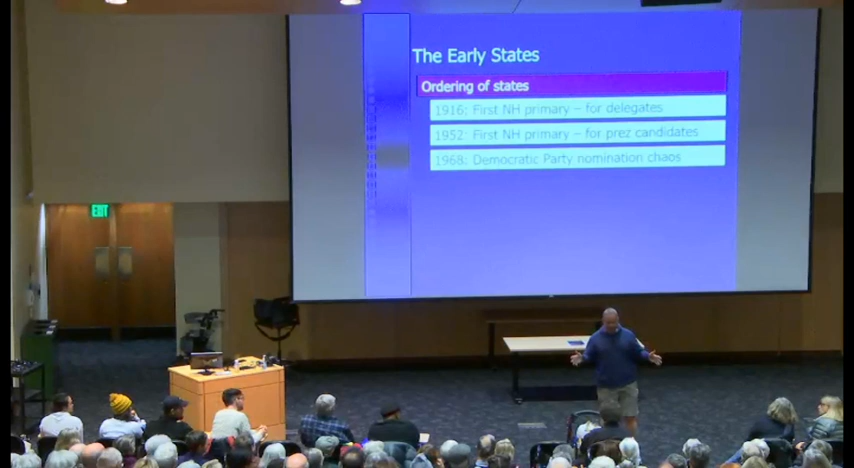 The Early States
Ordering of states
1916: First NH primary – for delegates
1952: First NH primary – for prez candidates
1968: Democratic Party nomination chaos
EXIT